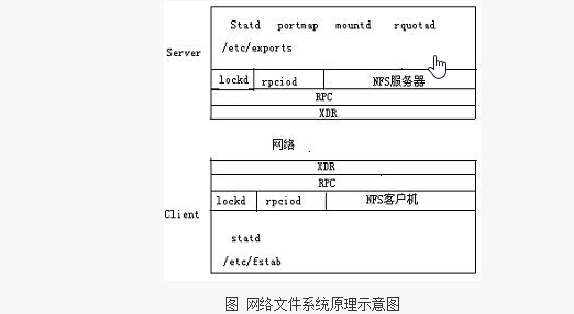 Statd portmap mountd rquotad
Server
/etc/exports
lockd rpciod NFS服务器
RPC
XDR
网络
XDR
RPC
lockd rpciod NFS客户机
Client
statd
/etc/fstab
图 网络文件系统原理示意图